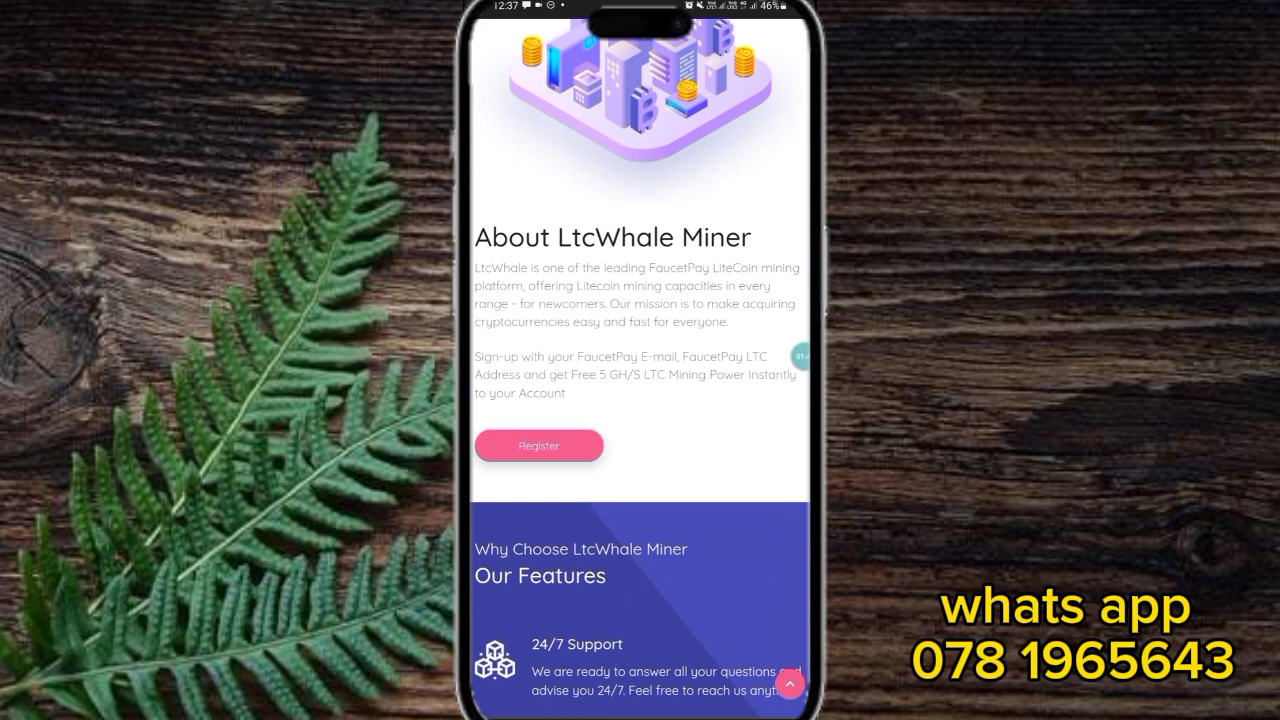 12:37
46%
About LtcWhale Miner
LtcWhale is one of the leading FaucetPay LiteCoin mining
platform, offering Litecoin mining capacities in every
range - for newcomers. Our mission is to make acquiring
cryptocurrencies easy and fast for everyone.
Sign-up with your FaucetPay E-mail, FaucetPay LTC
Address and get Free 5 GH/S LTC Mining Power Instantly
to your Account
Register
Why Choose LtcWhale Miner
Our Features
24/7 Support
We are ready to answer all your questions
advise you 24/7. Feel free to reach us
whats app
078 1965643